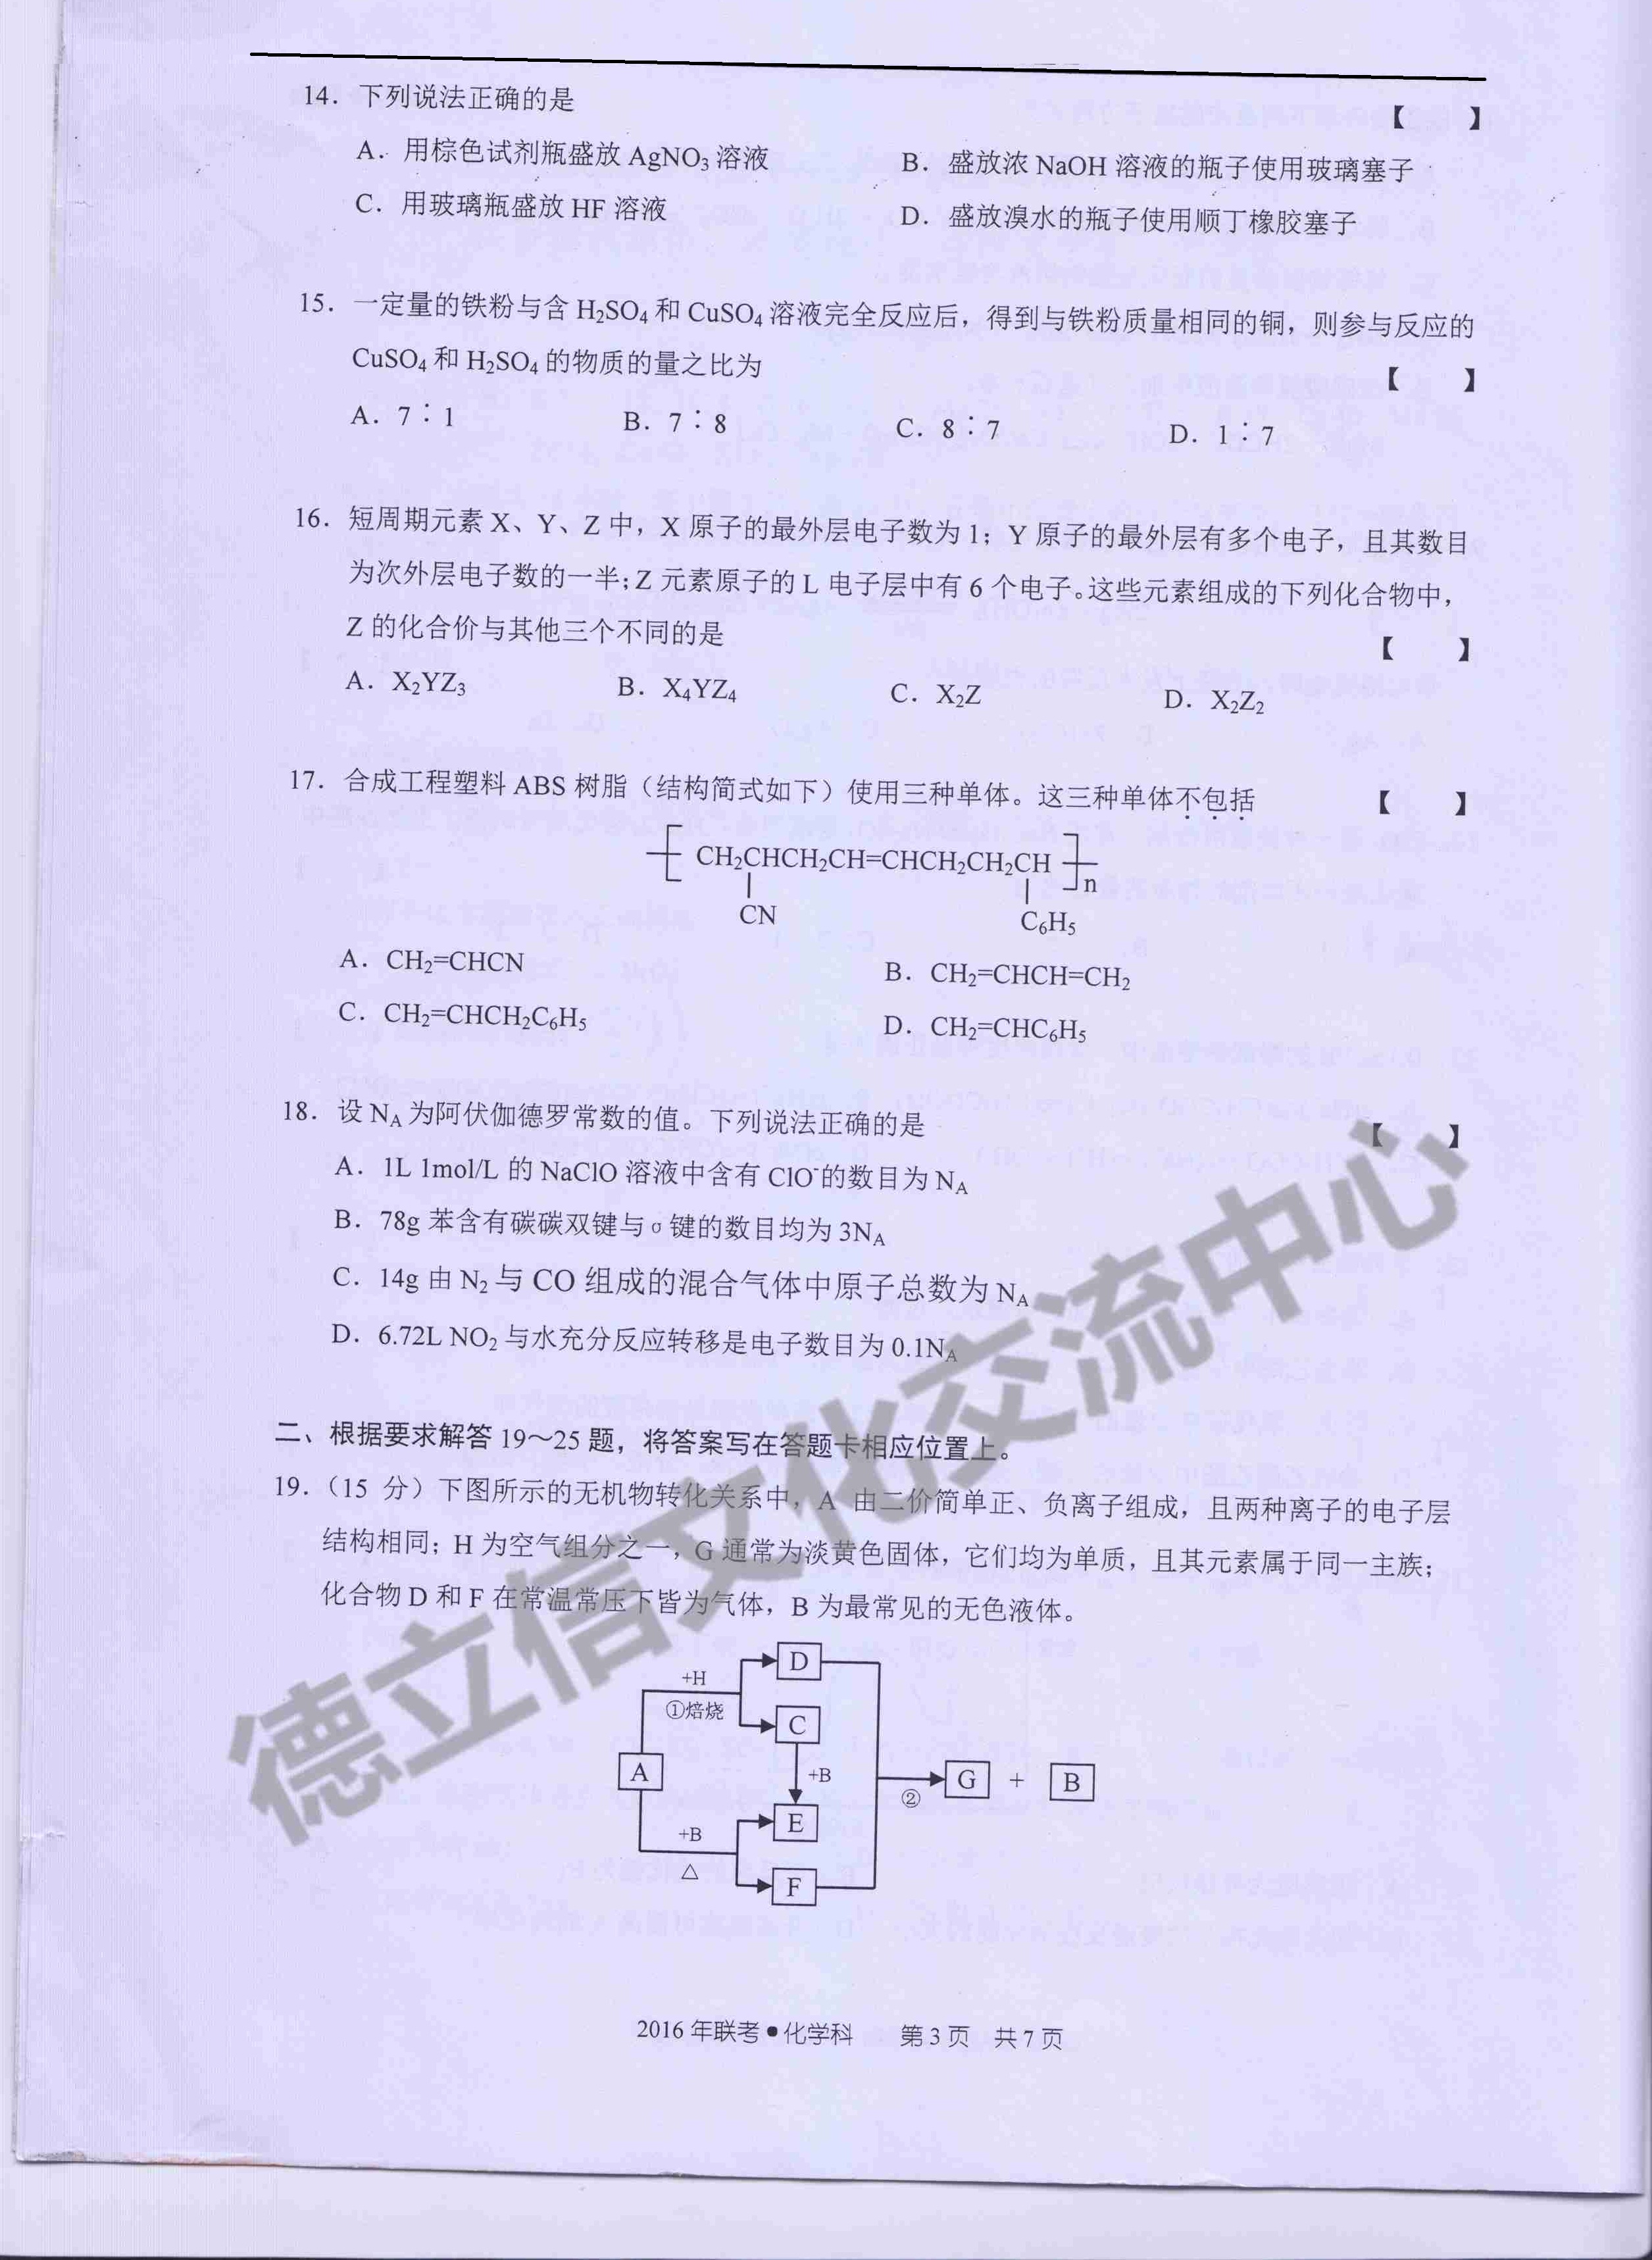 14. 下列说法正确的是 【 】
A. 用棕色试剂瓶盛放 AgNO₃ 溶液 B. 盛放浓 NaOH 溶液的瓶子使用玻璃塞子
C. 用玻璃瓶盛放 HF 溶液 D. 盛放溴水的瓶子使用顺丁橡胶塞子
15. 一定量的铁粉与含 H₂SO₄ 和 CuSO₄ 溶液完全反应后，得到与铁粉质量相同的铜，则参与反应的
CuSO₄ 和 H₂SO₄ 的物质的量之比为 【 】
A. 7∶1 B. 7∶8 C. 8∶7 D. 1∶7
16. 短周期元素 X、Y、Z 中，X 原子的最外层电子数为 1；Y 原子的最外层有多个电子，且其数目
为次外层电子数的一半；Z 元素原子的 L 电子层中有 6 个电子。这些元素组成的下列化合物中，
Z 的化合价与其他三个不同的是 【 】
A. X₂YZ₃ B. X₄YZ₄ C. X₂Z D. X₂Z₂
17. 合成工程塑料 ABS 树脂（结构简式如下）使用三种单体。这三种单体不包括 【 】
CH₂CHCH₂CH=CHCH₂CH₂CH
n
CN C₆H₅
A. CH₂=CHCN B. CH₂=CHCH=CH₂
C. CH₂=CHCH₂C₆H₅ D. CH₂=CHC₆H₅
18. 设 N_A 为阿伏伽德罗常数的值。下列说法正确的是 【 】
A. 1L 1mol/L 的 NaClO 溶液中含有 ClO⁻的数目为 N_A
B. 78g 苯含有碳碳双键与σ键的数目均为 3N_A
C. 14g 由 N₂ 与 CO 组成的混合气体中原子总数为 N_A
D. 6.72L NO₂ 与水充分反应转移是电子数目为 0.1N_A
二、根据要求解答 19～25 题，将答案写在答题卡相应位置上。
19.（15 分）下图所示的无机物转化关系中，A 由二价简单正、负离子组成，且两种离子的电子层
结构相同；H 为空气组分之一，G 通常为淡黄色固体，它们均为单质，且其元素属于同一主族；
化合物 D 和 F 在常温常压下皆为气体，B 为最常见的无色液体。
D
+H
①焙烧
C
A
+B
G + B
②
E
+B
△
F
2016 年联考●化学科 第 3 页 共 7 页
德立信文化交流中心